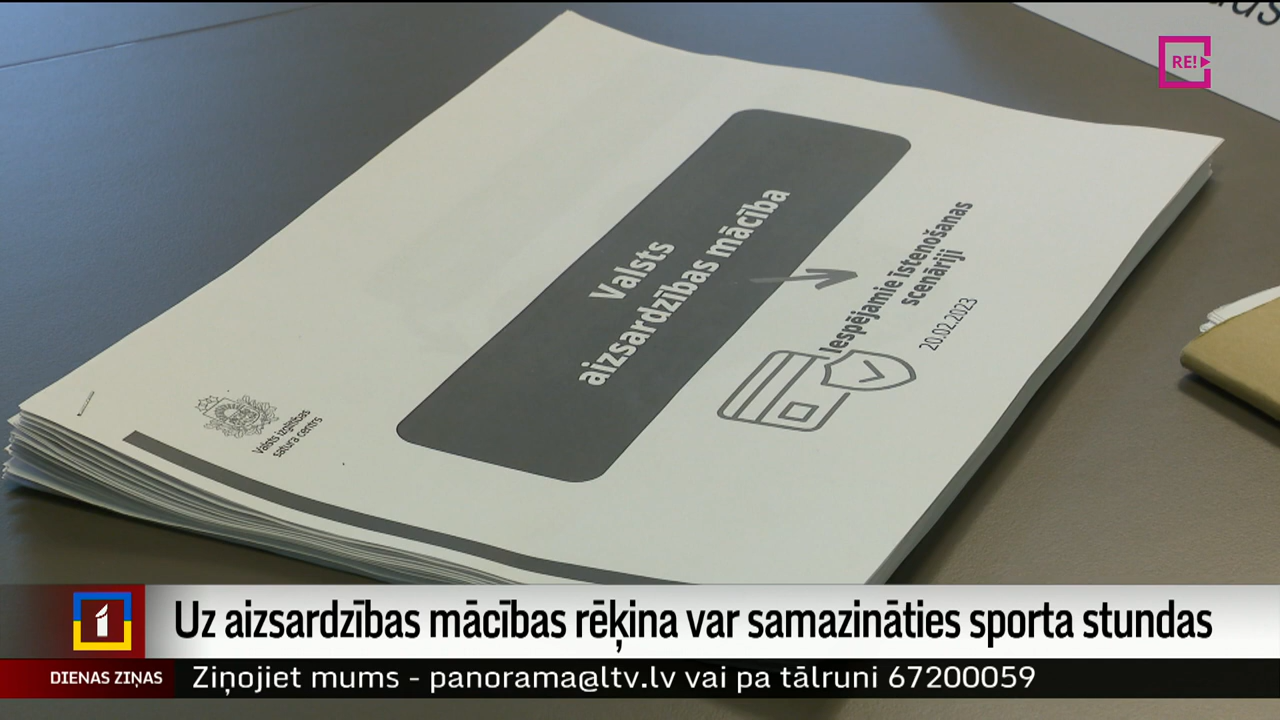 RE!
Valsts
aizsardzības mācība
Iespējamie īstenošanas
scenāriji
20.02.2023
Valsts izglītības
satura centrs
1
Uz aizsardzības mācības rēķina var samazināties sporta stundas
DIENAS ZIŅAS
Ziņojiet mums - panorama@ltv.lv vai pa tālruni 67200059